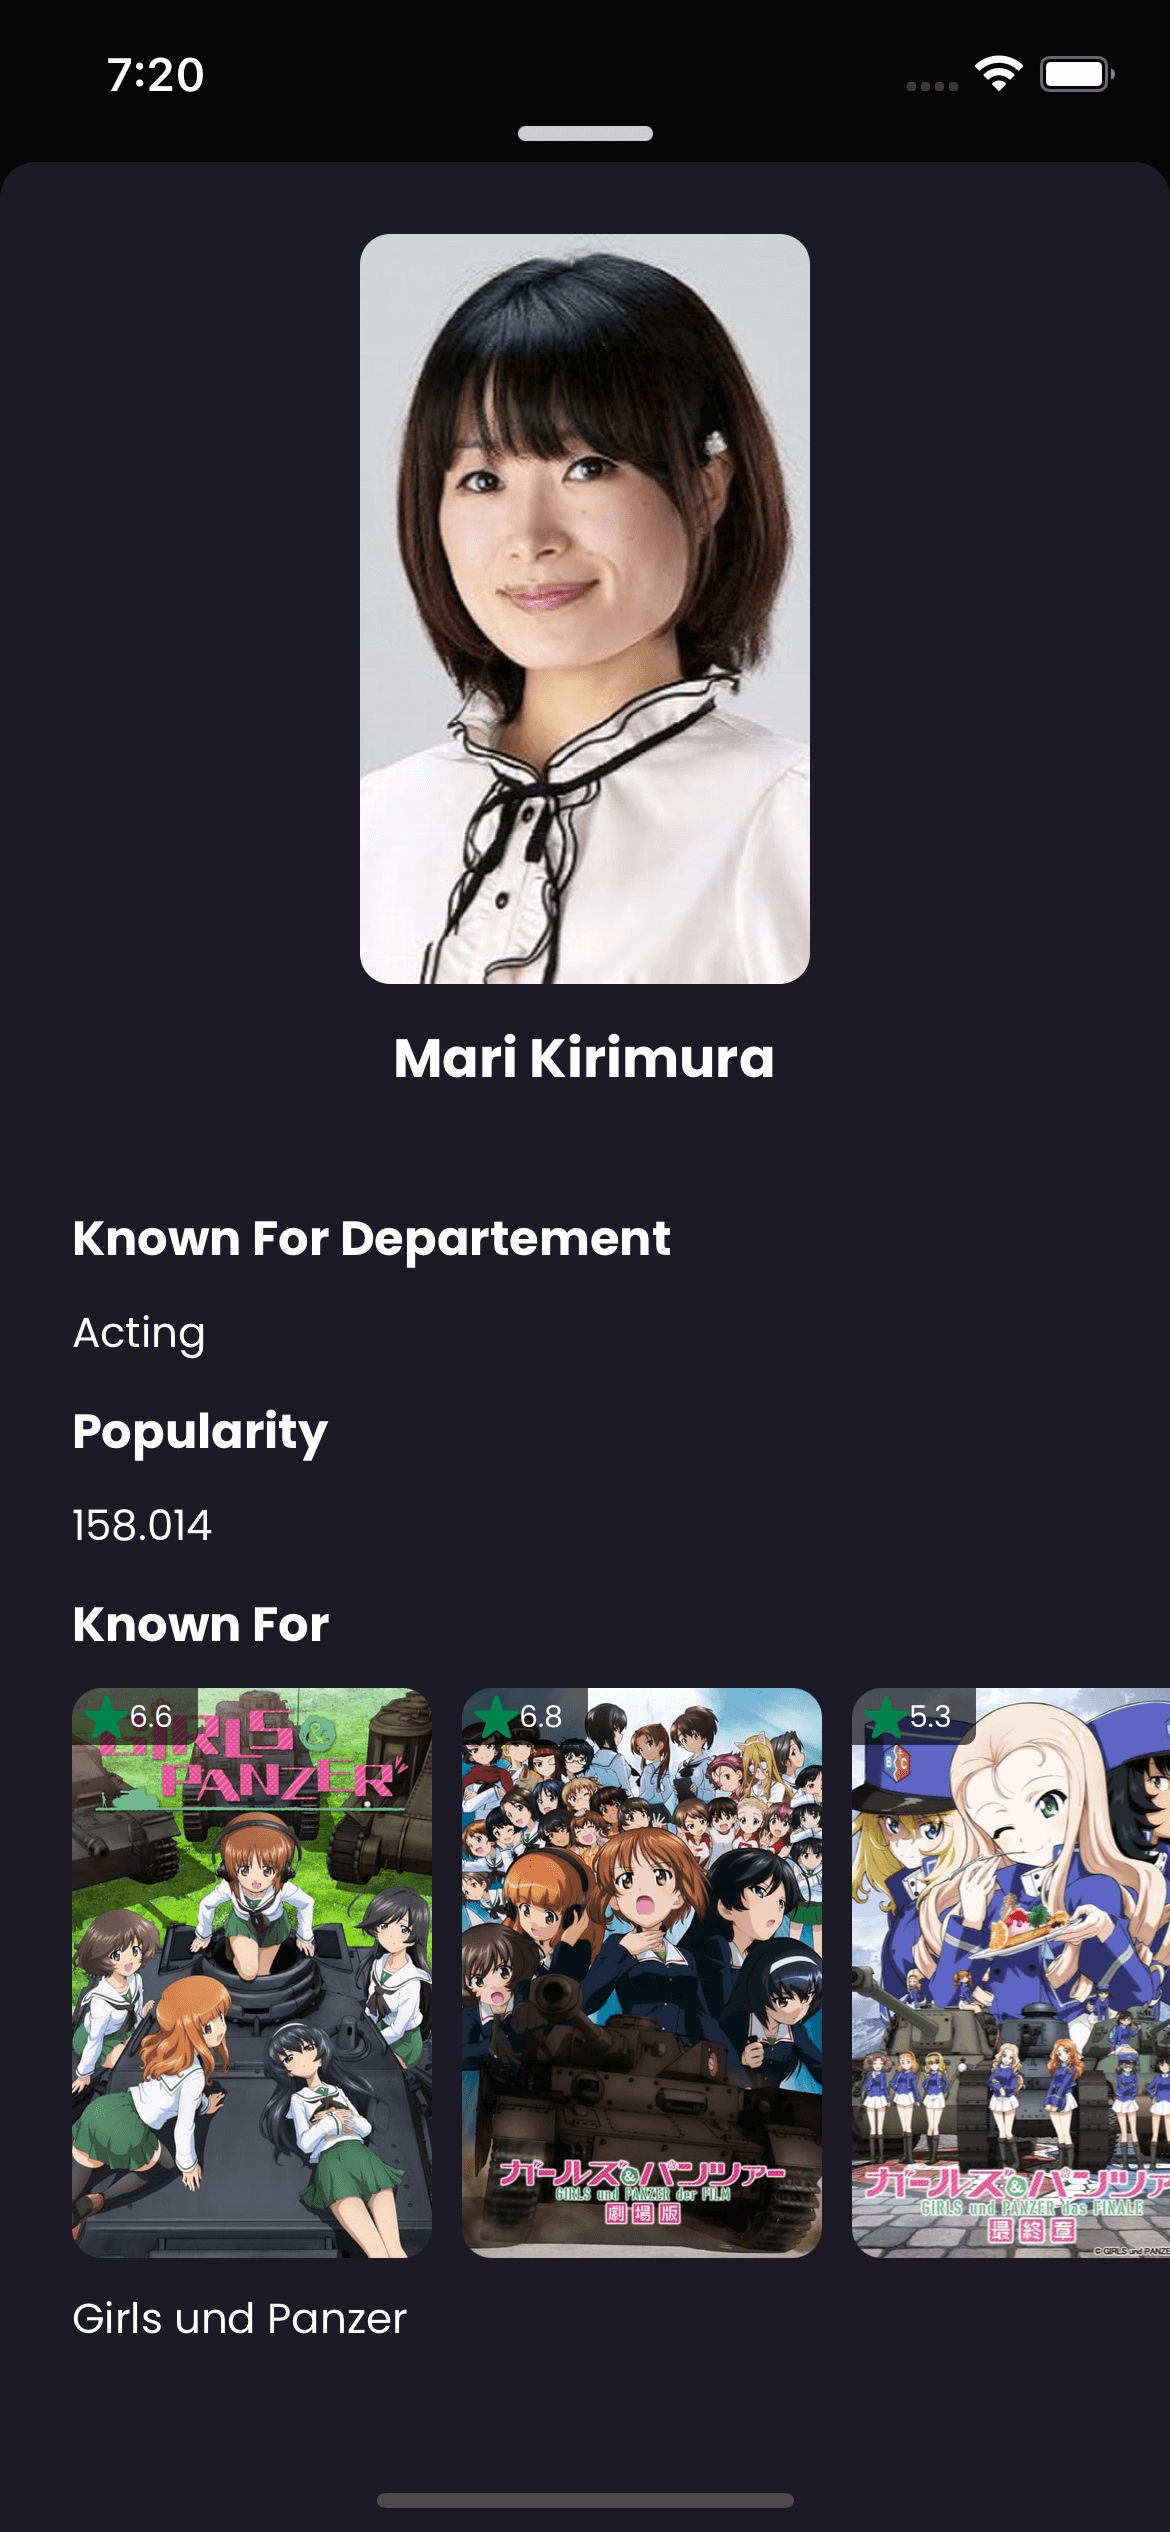 7:20
Mari Kirimura
Known For Departement
Acting
Popularity
158.014
Known For
6.6
GIRLS &
PANZER
6.8
ガールズ&パンツァー
GIRLS und PANZER der FILM
劇場版
5.3
ガールズ&パンツァ
GIRLS und PANZER das FINALE
最終章
© GIRLS und PANZE
Girls und Panzer